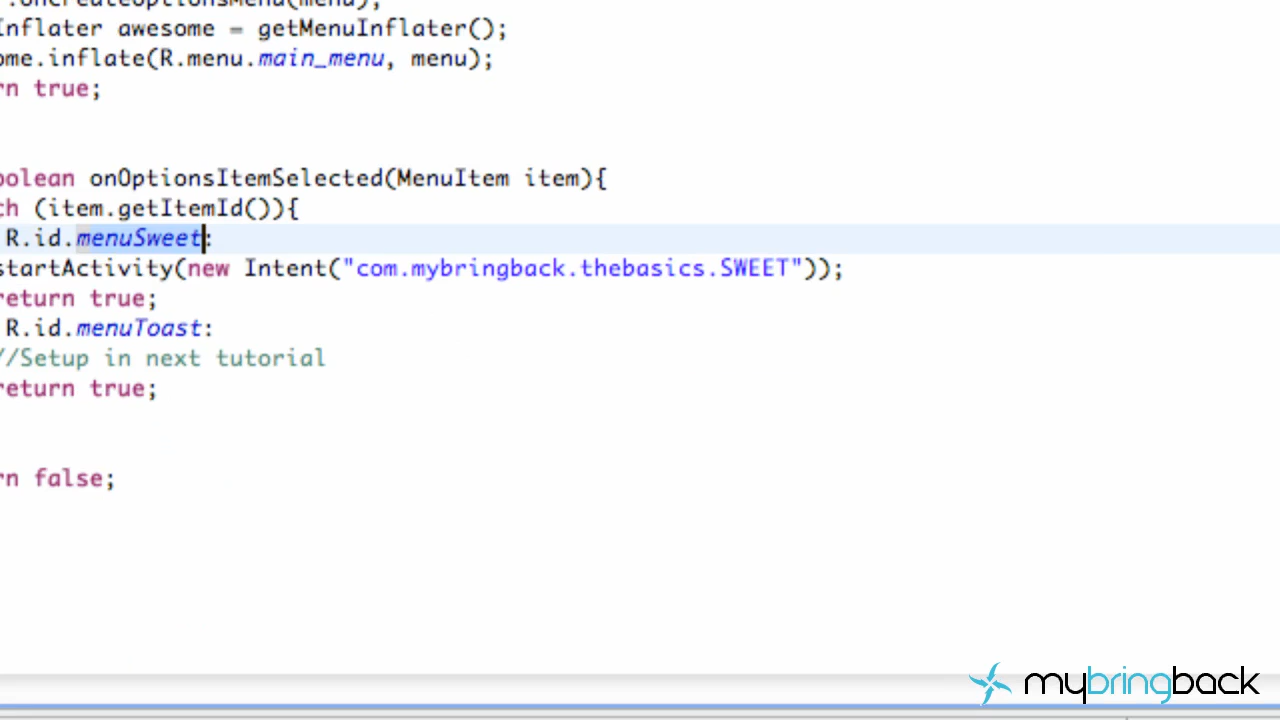 .onCreateOptionsMenu(menu);
Inflater awesome = getMenuInflater();
ome.inflate(R.menu.main_menu, menu);
rn true;
oolean onOptionsItemSelected(MenuItem item){
ch (item.getItemId()){
R.id.menuSweet:
startActivity(new Intent("com.mybringback.thebasics.SWEET"));
return true;
R.id.menuToast:
//Setup in next tutorial
return true;
rn false;
mybringback